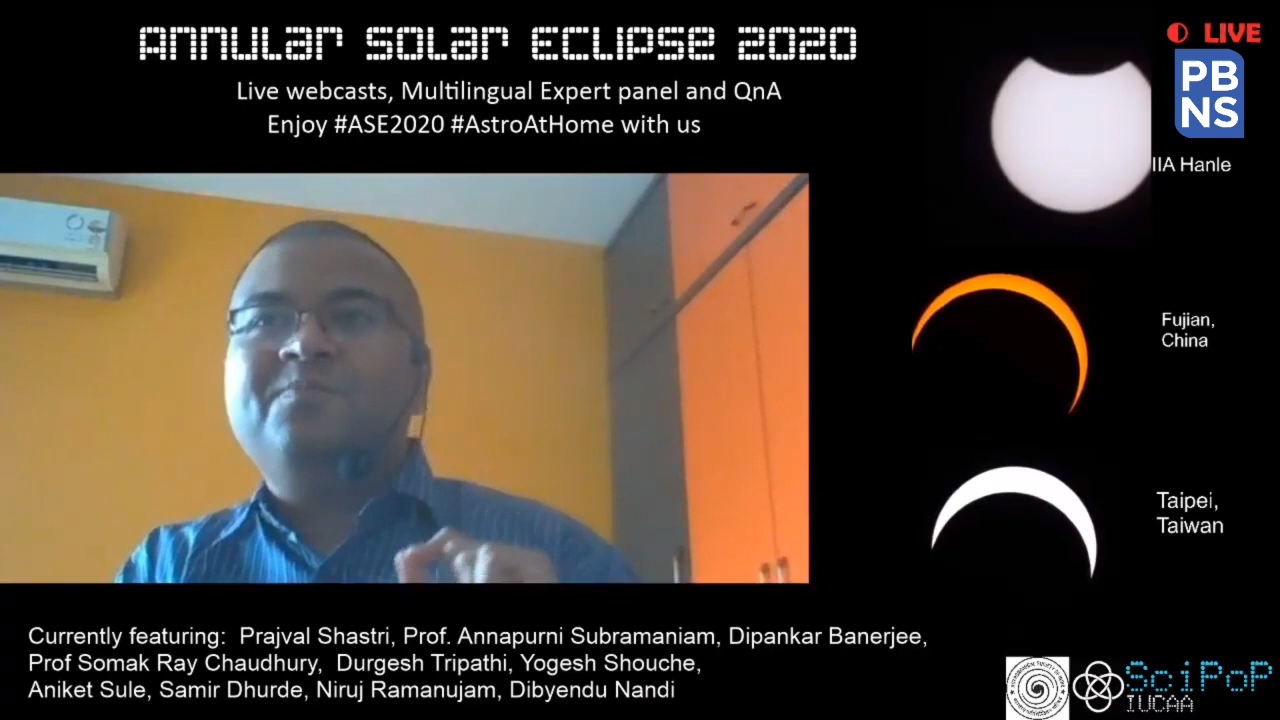 ANNULAR SOLAR ECLIPSE 2020
Live webcasts, Multilingual Expert panel and QnA
Enjoy #ASE2020 #AstroAtHome with us
LIVE
PB
NS
IIA Hanle
Fujian,
China
Taipei,
Taiwan
Currently featuring: Prajval Shastri, Prof. Annapurni Subramaniam, Dipankar Banerjee,
Prof Somak Ray Chaudhury, Durgesh Tripathi, Yogesh Shouche,
Aniket Sule, Samir Dhurde, Niruj Ramanujam, Dibyendu Nandi
SciPoP
IUCAA